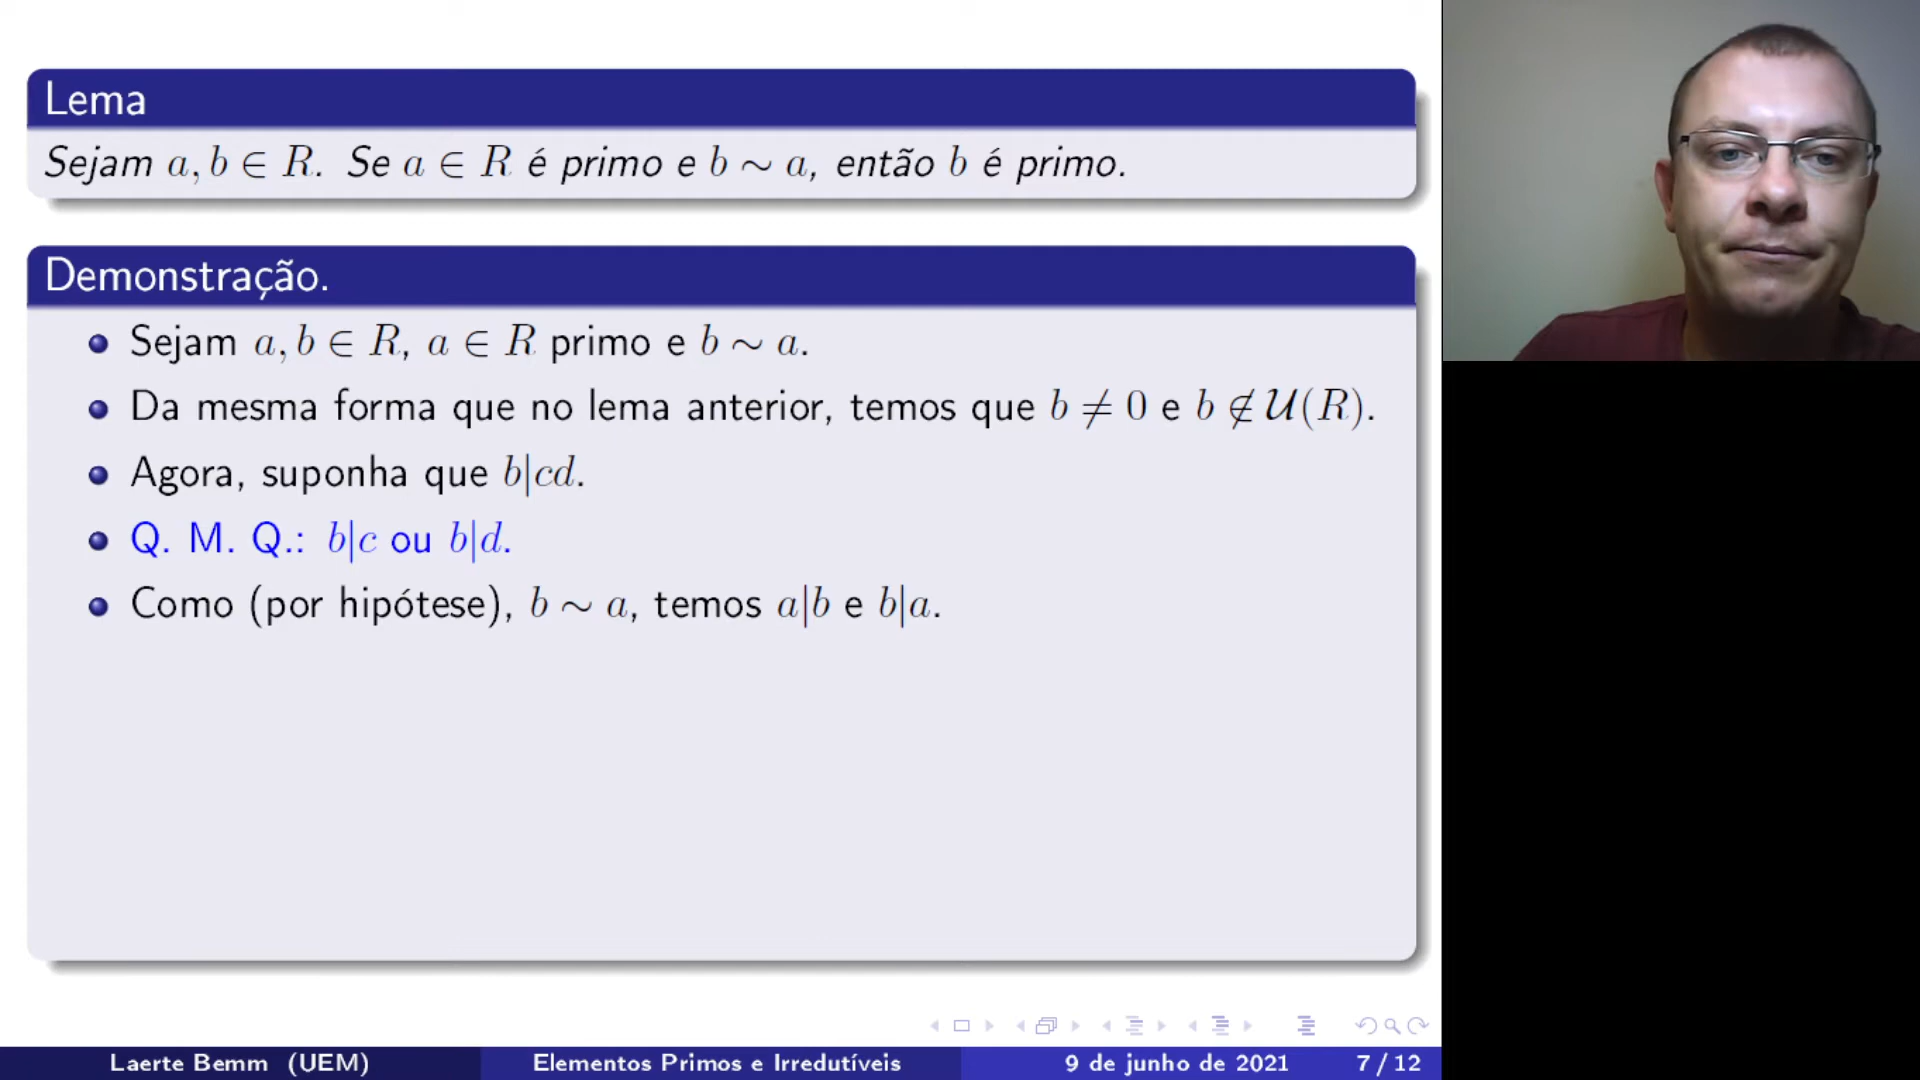 Lema
Sejam a, b ∈ R. Se a ∈ R é primo e b ∼ a, então b é primo.
Demonstração.
Sejam a, b ∈ R, a ∈ R primo e b ∼ a.
Da mesma forma que no lema anterior, temos que b ≠ 0 e b ∉ U(R).
Agora, suponha que b|cd.
Q. M. Q.: b|c ou b|d.
Como (por hipótese), b ∼ a, temos a|b e b|a.
Laerte Bemm (UEM) Elementos Primos e Irredutíveis 9 de junho de 2021 7 / 12